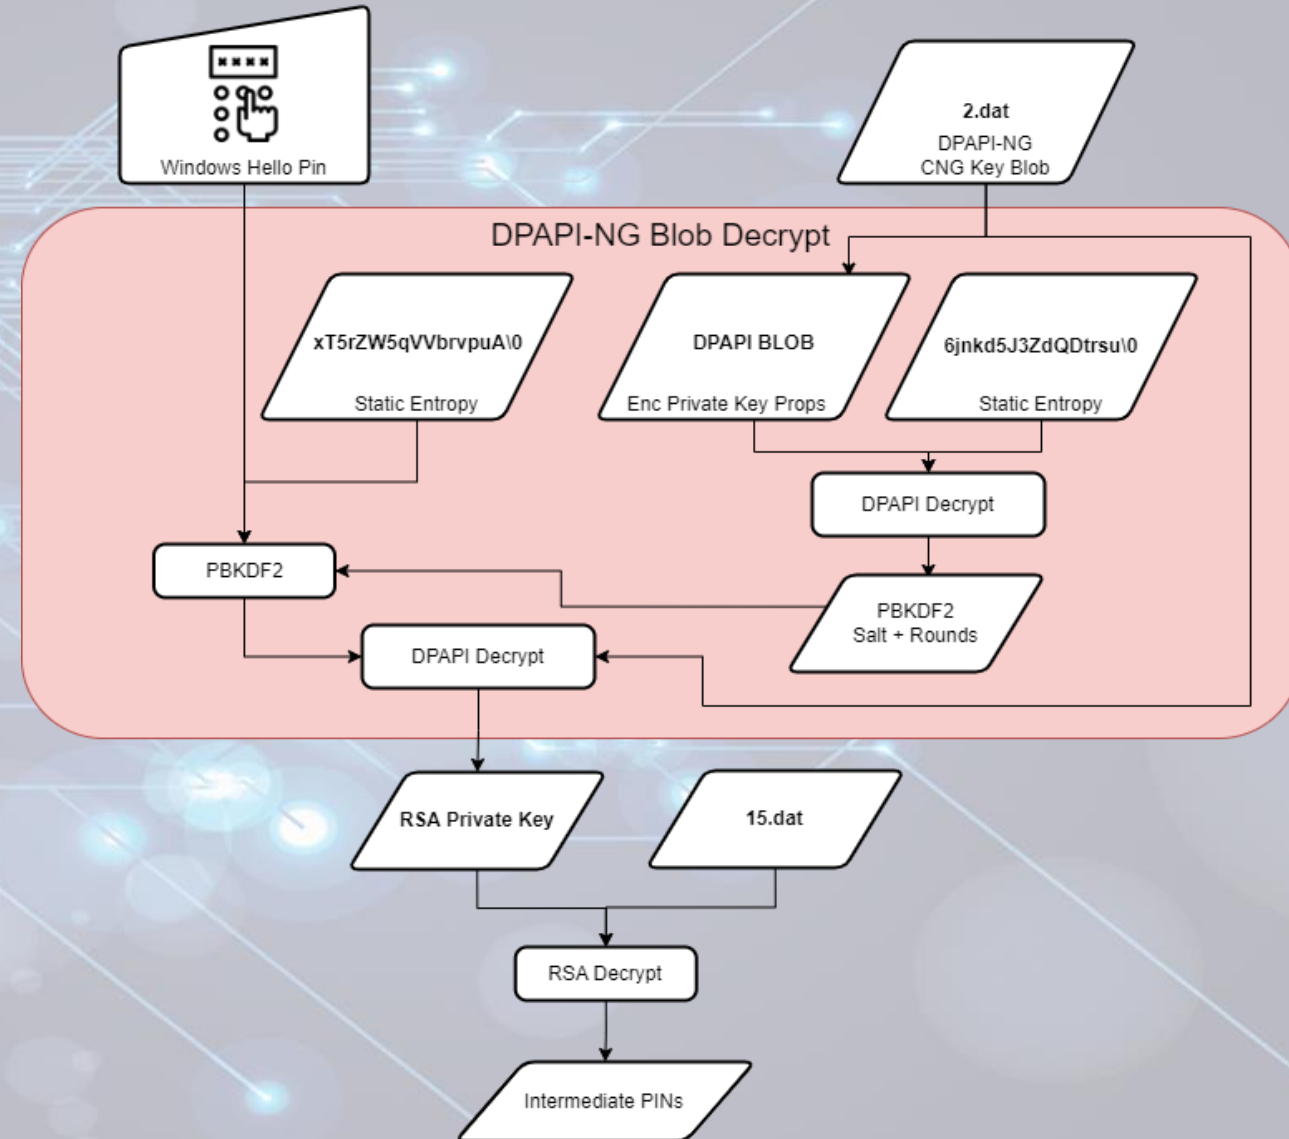 ××××
Windows Hello Pin
2.dat
DPAPI-NG
CNG Key Blob
DPAPI-NG Blob Decrypt
xT5rZW5qVVbrvpuA\0
Static Entropy
DPAPI BLOB
Enc Private Key Props
6jnkd5J3ZdQDtrsu\0
Static Entropy
DPAPI Decrypt
PBKDF2
PBKDF2
Salt + Rounds
DPAPI Decrypt
RSA Private Key
15.dat
RSA Decrypt
Intermediate PINs